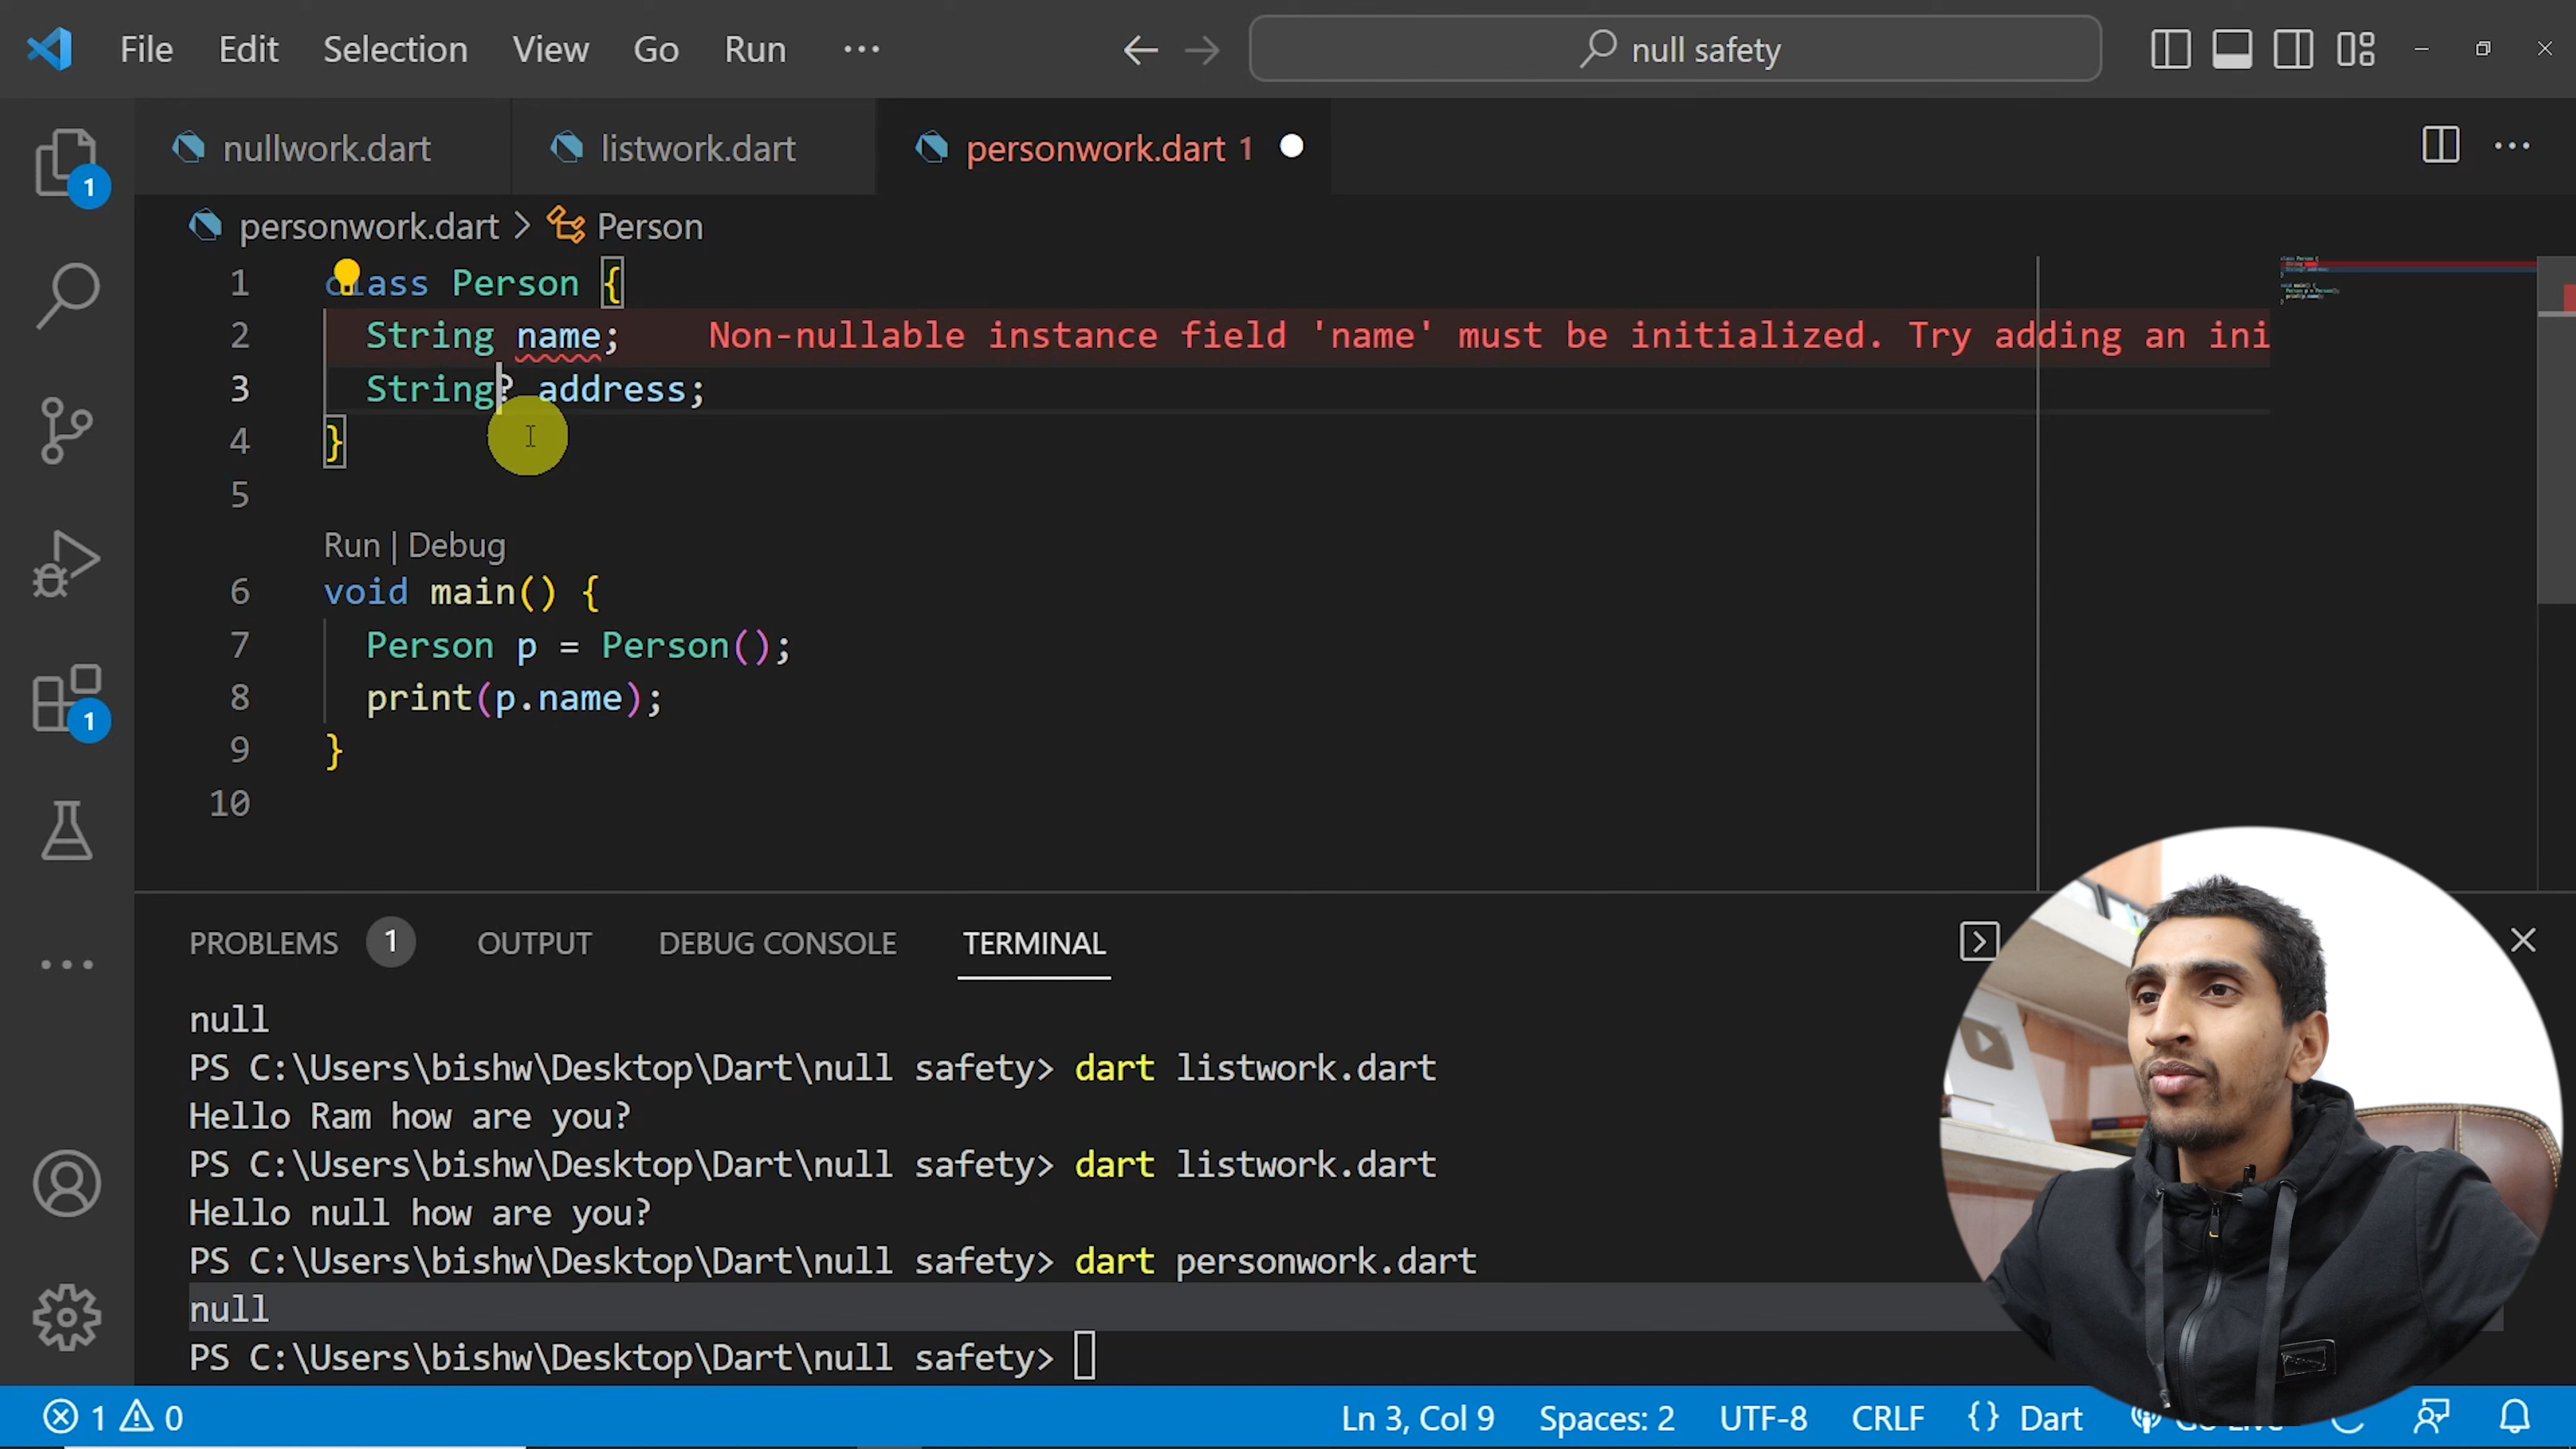 File Edit Selection View Go Run ...
null safety
nullwork.dart
listwork.dart
personwork.dart 1
personwork.dart > Person
1 class Person {
2 String name; Non-nullable instance field 'name' must be initialized. Try adding an ini
3 String? address;
4 }
5
Run | Debug
6 void main() {
7 Person p = Person();
8 print(p.name);
9 }
10
1
1
PROBLEMS 1 OUTPUT DEBUG CONSOLE TERMINAL
null
PS C:\Users\bishw\Desktop\Dart\null safety> dart listwork.dart
Hello Ram how are you?
PS C:\Users\bishw\Desktop\Dart\null safety> dart listwork.dart
Hello null how are you?
PS C:\Users\bishw\Desktop\Dart\null safety> dart personwork.dart
null
PS C:\Users\bishw\Desktop\Dart\null safety>
1 0 Ln 3, Col 9 Spaces: 2 UTF-8 CRLF {} Dart Go Live